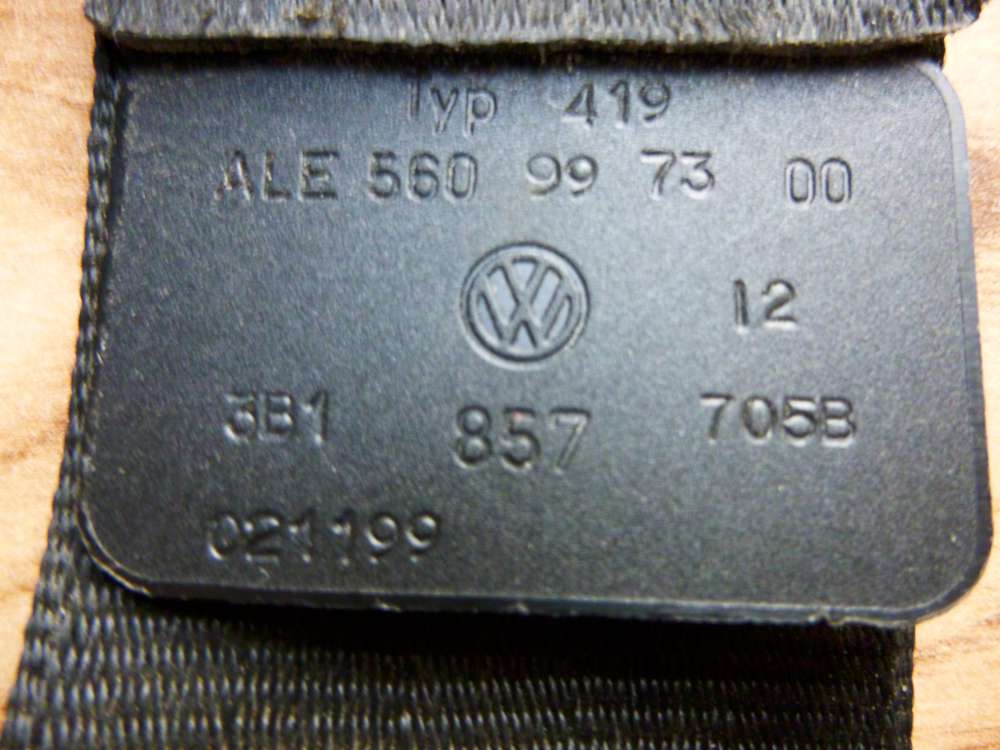 Typ 419
ALE 560 99 73 00
VW
12
3B1 857 705B
021199